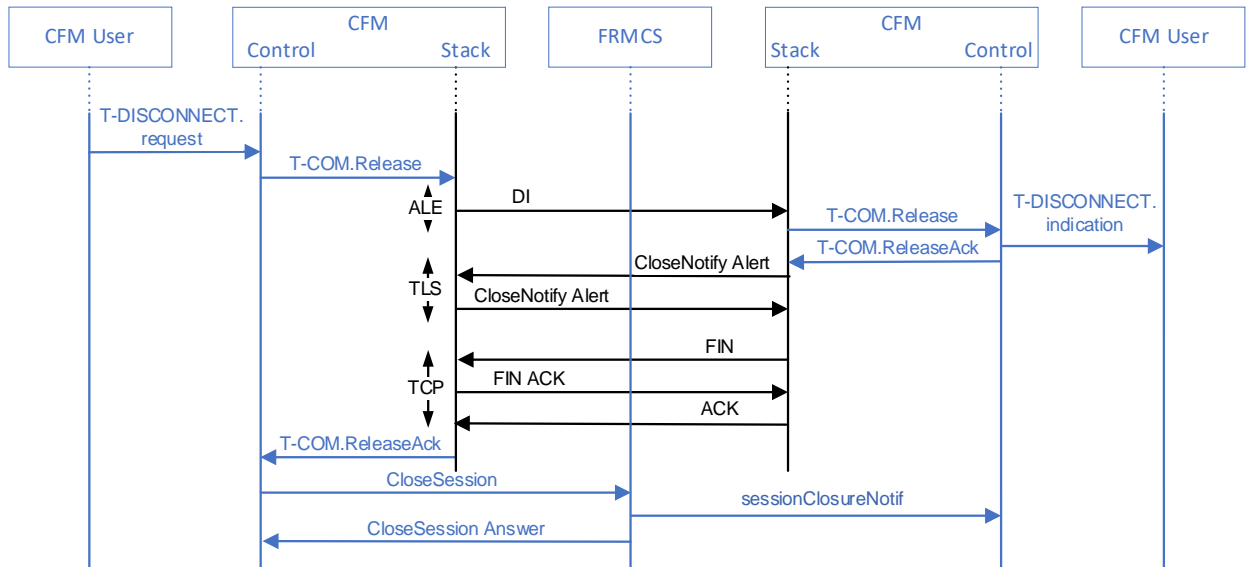 CFM User
CFM
Control
Stack
FRMCS
CFM
Stack
Control
CFM User
T-DISCONNECT.
request
T-COM.Release
ALE
DI
T-COM.Release
T-DISCONNECT.
indication
T-COM.ReleaseAck
CloseNotify Alert
TLS
CloseNotify Alert
FIN
TCP
FIN ACK
ACK
T-COM.ReleaseAck
CloseSession
sessionClosureNotif
CloseSession Answer